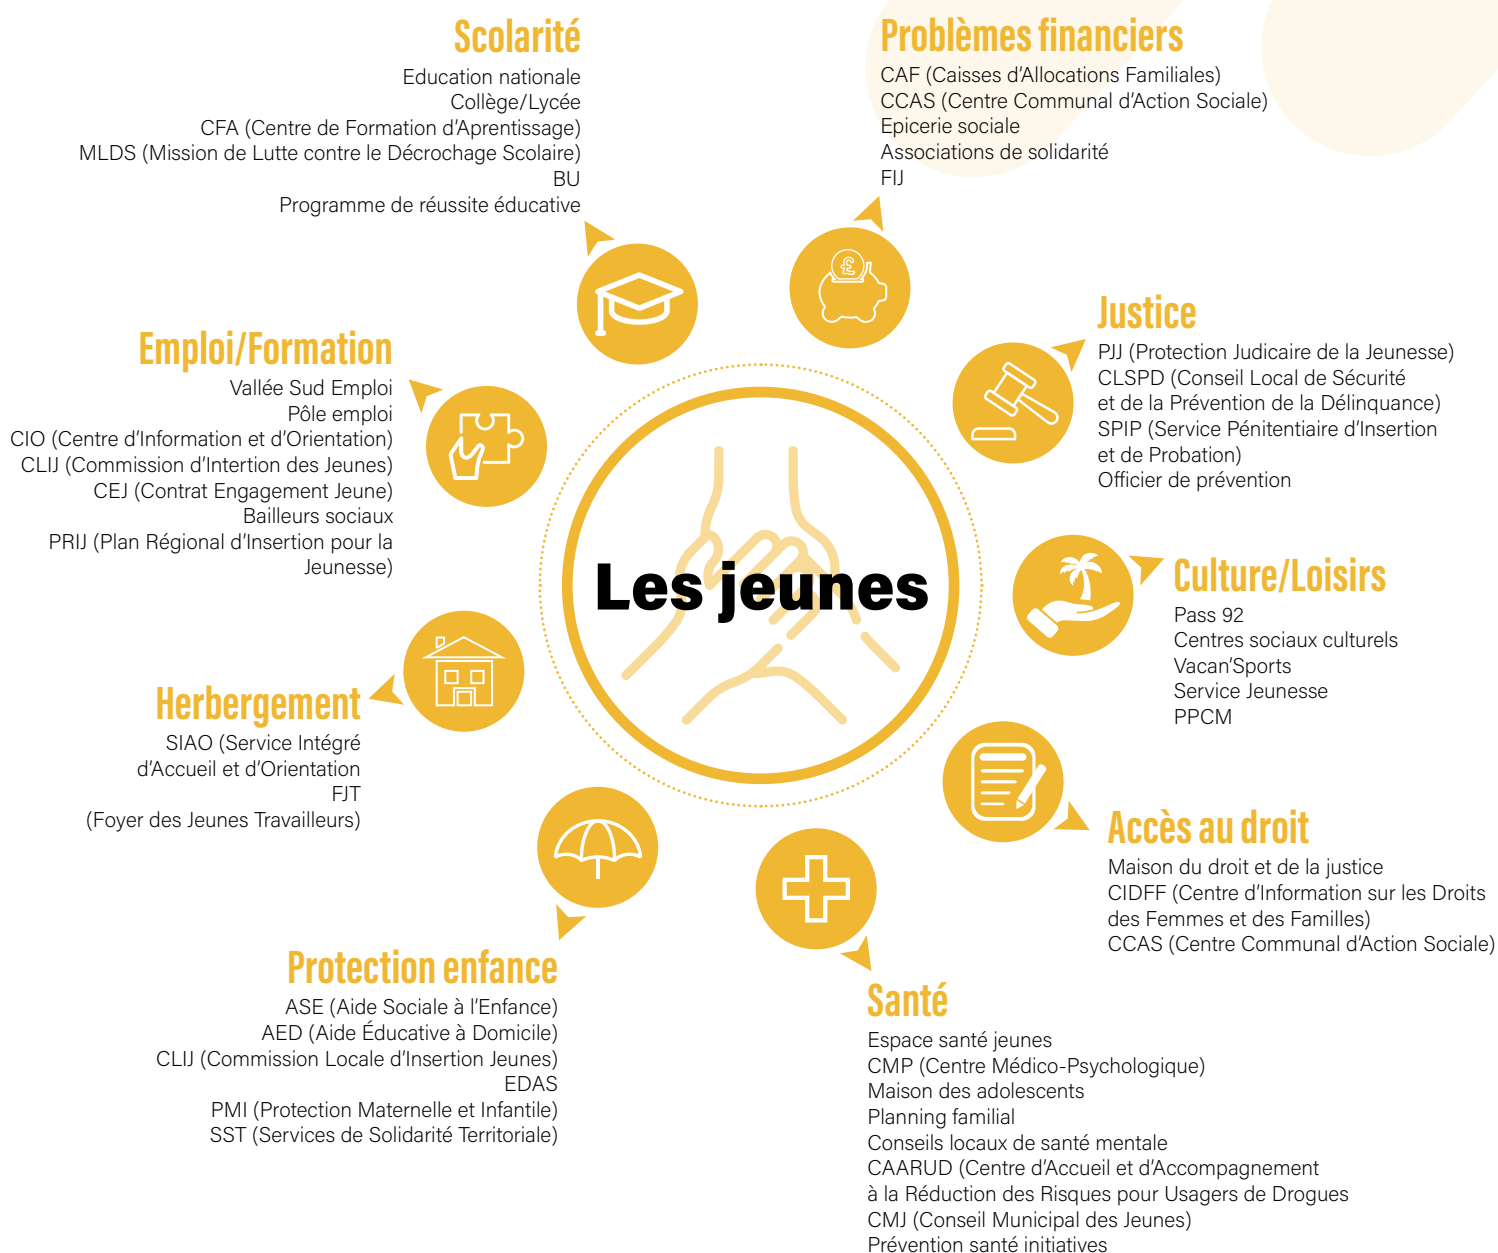 Scolarité
Education nationale
Collège/Lycée
CFA (Centre de Formation d'Aprentissage)
MLDS (Mission de Lutte contre le Décrochage Scolaire)
BU
Programme de réussite éducative
Problèmes financiers
CAF (Caisses d'Allocations Familiales)
CCAS (Centre Communal d'Action Sociale)
Epicerie sociale
Associations de solidarité
FIJ
£
Emploi/Formation
Vallée Sud Emploi
Pôle emploi
CIO (Centre d'Information et d'Orientation)
CLIJ (Commission d'Intertion des Jeunes)
CEJ (Contrat Engagement Jeune)
Bailleurs sociaux
PRIJ (Plan Régional d'Insertion pour la
Jeunesse)
Justice
PJJ (Protection Judicaire de la Jeunesse)
CLSPD (Conseil Local de Sécurité
et de la Prévention de la Délinquance)
SPIP (Service Pénitentiaire d'Insertion
et de Probation)
Officier de prévention
Les jeunes
Culture/Loisirs
Pass 92
Centres sociaux culturels
Vacan'Sports
Service Jeunesse
PPCM
Herbergement
SIAO (Service Intégré
d'Accueil et d'Orientation
FJT
(Foyer des Jeunes Travailleurs)
Accès au droit
Maison du droit et de la justice
CIDFF (Centre d'Information sur les Droits
des Femmes et des Familles)
CCAS (Centre Communal d'Action Sociale)
Protection enfance
ASE (Aide Sociale à l'Enfance)
AED (Aide Éducative à Domicile)
CLIJ (Commission Locale d'Insertion Jeunes)
EDAS
PMI (Protection Maternelle et Infantile)
SST (Services de Solidarité Territoriale)
Santé
Espace santé jeunes
CMP (Centre Médico-Psychologique)
Maison des adolescents
Planning familial
Conseils locaux de santé mentale
CAARUD (Centre d'Accueil et d'Accompagnement
à la Réduction des Risques pour Usagers de Drogues
CMJ (Conseil Municipal des Jeunes)
Prévention santé initiatives